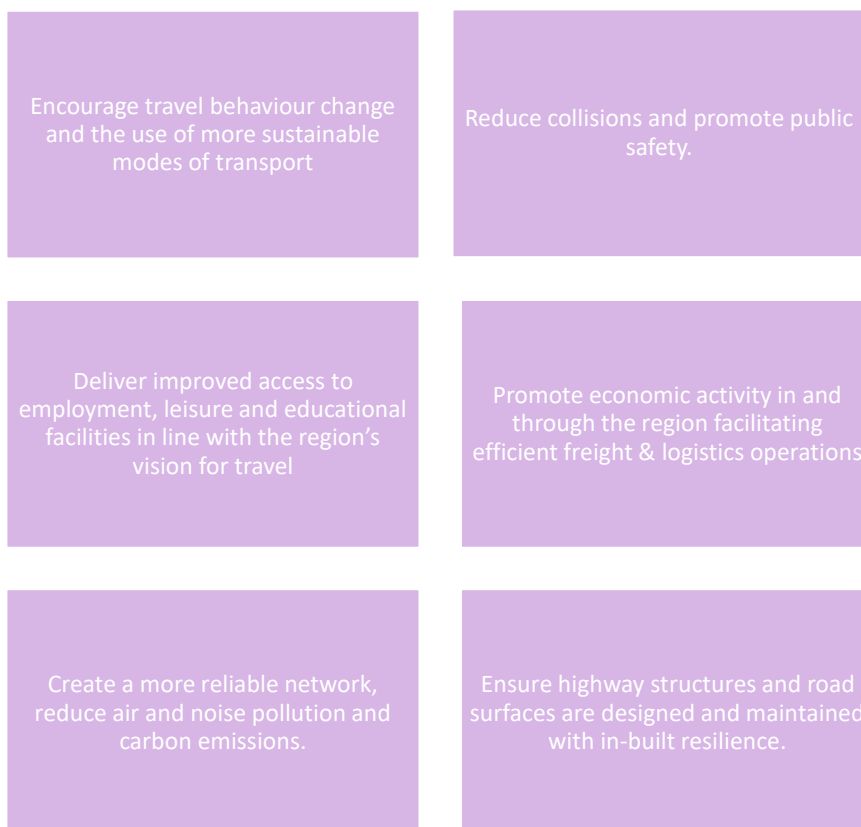 Encourage travel behaviour change
and the use of more sustainable
modes of transport
Reduce collisions and promote public
safety.
Deliver improved access to
employment, leisure and educational
facilities in line with the region's
vision for travel
Promote economic activity in and
through the region facilitating
efficient freight & logistics operations
Create a more reliable network,
reduce air and noise pollution and
carbon emissions.
Ensure highway structures and road
surfaces are designed and maintained
with in-built resilience.